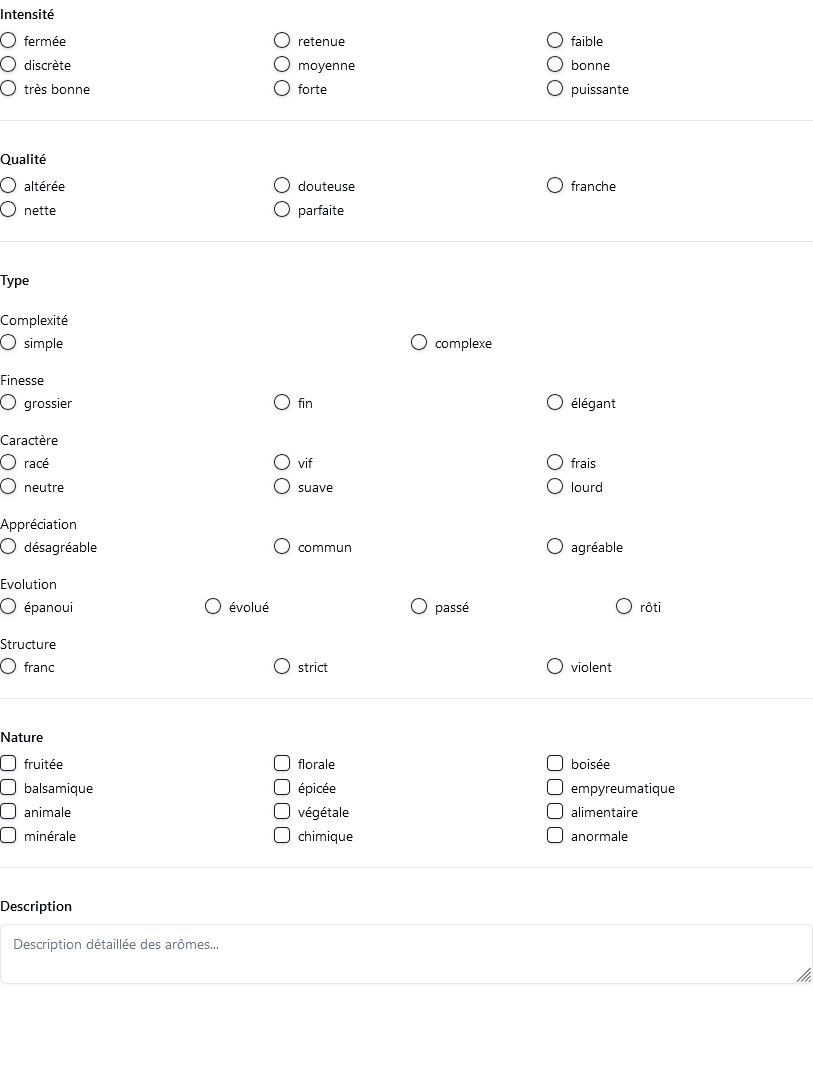 Intensité
fermée retenue faible
discrète moyenne bonne
très bonne forte puissante
Qualité
altérée douteuse franche
nette parfaite
Type
Complexité
simple complexe
Finesse
grossier fin élégant
Caractère
racé vif frais
neutre suave lourd
Appréciation
désagréable commun agréable
Evolution
épanoui évolué passé rôti
Structure
franc strict violent
Nature
fruitée florale boisée
balsamique épicée empyreumatique
animale végétale alimentaire
minérale chimique anormale
Description
Description détaillée des arômes...